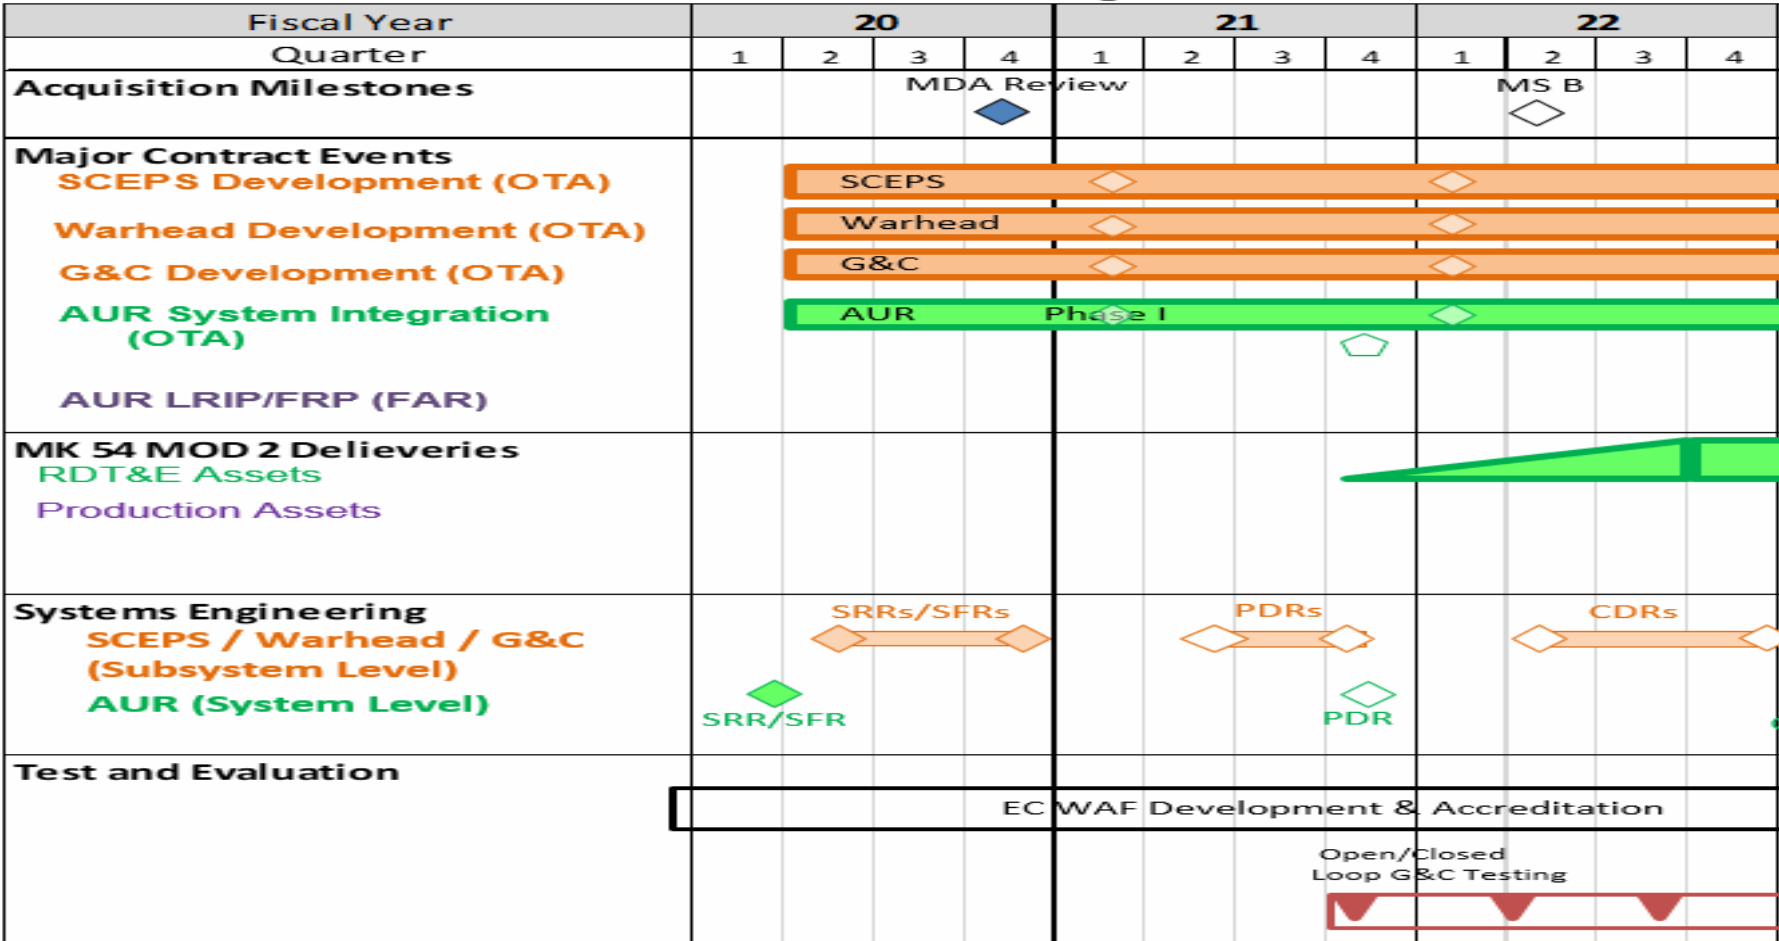 Fiscal Year 20 21 22
Quarter 1 2 3 4 1 2 3 4 1 2 3 4
Acquisition Milestones MDA Review MS B
Major Contract Events
SCEPS Development (OTA) SCEPS
Warhead Development (OTA) Warhead
G&C Development (OTA) G&C
AUR System Integration AUR Phase I
(OTA)
AUR LRIP/FRP (FAR)
MK 54 MOD 2 Delieveries
RDT&E Assets
Production Assets
Systems Engineering SRRs/SFRs PDRs CDRs
SCEPS / Warhead / G&C
(Subsystem Level)
AUR (System Level)
SRR/SFR PDR
Test and Evaluation
EC WAF Development & Accreditation
Open/Closed
Loop G&C Testing